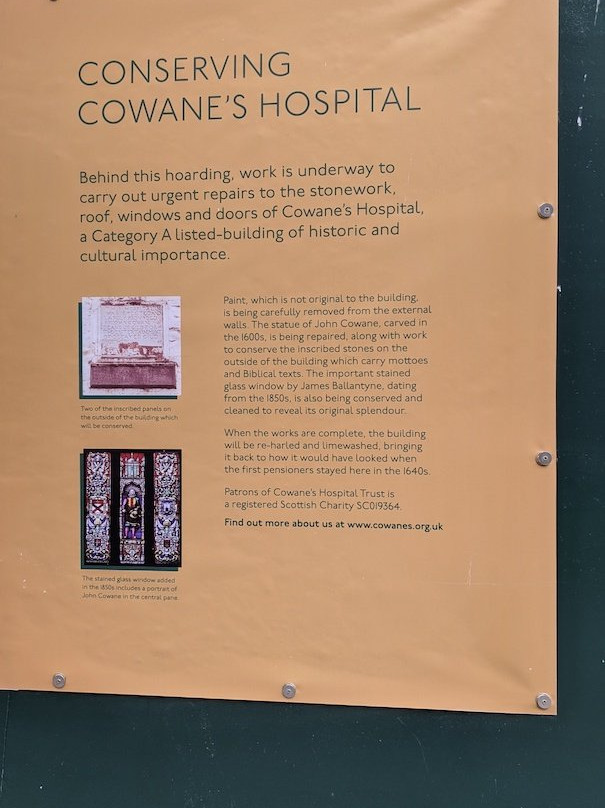 CONSERVING
COWANE'S HOSPITAL
Behind this hoarding, work is underway to
carry out urgent repairs to the stonework,
roof, windows and doors of Cowane's Hospital,
a Category A listed-building of historic and
cultural importance.
Paint, which is not original to the building,
is being carefully removed from the external
walls. The statue of John Cowane, carved in
the 1600s, is being repaired, along with work
to conserve the inscribed stones on the
outside of the building which carry mottoes
and Biblical texts. The important stained
glass window by James Ballantyne, dating
from the 1850s, is also being conserved and
cleaned to reveal its original splendour.
When the works are complete, the building
will be re-harled and limewashed, bringing
it back to how it would have looked when
the first pensioners stayed here in the 1640s.
Patrons of Cowane's Hospital Trust is
a registered Scottish Charity SC019364.
Find out more about us at www.cowanes.org.uk
Two of the inscribed panels on
the outside of the building which
will be conserved.
The stained glass window added
in the 1850s includes a portrait of
John Cowane in the central pane.